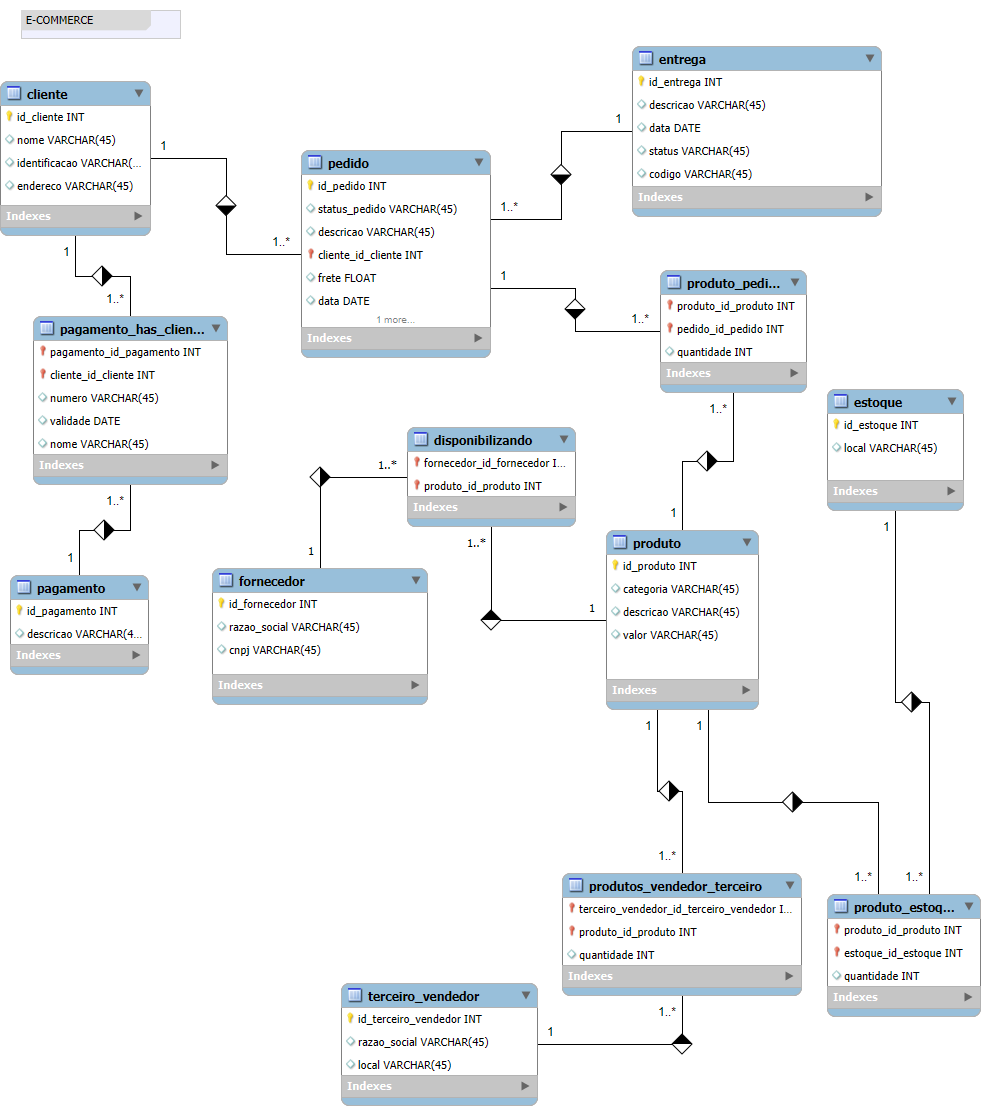 E-COMMERCE
entrega
id_entrega INT
descricao VARCHAR(45)
data DATE
status VARCHAR(45)
codigo VARCHAR(45)
Indexes
cliente
id_cliente INT
nome VARCHAR(45)
identificacao VARCHAR(...
endereco VARCHAR(45)
Indexes
1
1..*
pedido
id_pedido INT
status_pedido VARCHAR(45)
descricao VARCHAR(45)
cliente_id_cliente INT
frete FLOAT
data DATE
1 more...
Indexes
1
1..*
1
1..*
produto_pedi...
produto_id_produto INT
pedido_id_pedido INT
quantidade INT
Indexes
1
1..*
pagamento_has_clien...
pagamento_id_pagamento INT
cliente_id_cliente INT
numero VARCHAR(45)
validade DATE
nome VARCHAR(45)
Indexes
1..*
1
pagamento
id_pagamento INT
descricao VARCHAR(4...
Indexes
disponibilizando
fornecedor_id_fornecedor I...
produto_id_produto INT
Indexes
1..*
1
1..*
1
fornecedor
id_fornecedor INT
razao_social VARCHAR(45)
cnpj VARCHAR(45)
Indexes
1..*
1
produto
id_produto INT
categoria VARCHAR(45)
descricao VARCHAR(45)
valor VARCHAR(45)
Indexes
estoque
id_estoque INT
local VARCHAR(45)
Indexes
1
1
1
1..*
1..*
1..*
produtos_vendedor_terceiro
terceiro_vendedor_id_terceiro_vendedor I...
produto_id_produto INT
quantidade INT
Indexes
produto_estoq...
produto_id_produto INT
estoque_id_estoque INT
quantidade INT
Indexes
1..*
1
terceiro_vendedor
id_terceiro_vendedor INT
razao_social VARCHAR(45)
local VARCHAR(45)
Indexes